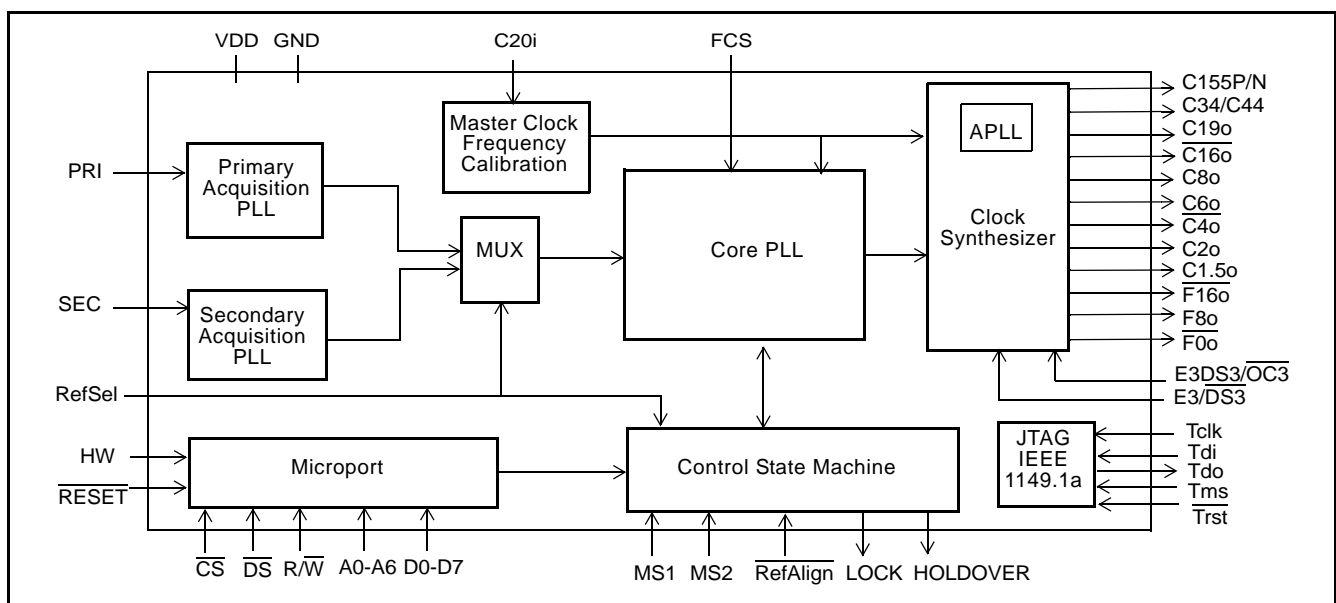 VDD GND C20i FCS
C155P/N
C34/C44
C19o
C16o
C8o
C6o
C4o
C2o
C1.5o
F16o
F8o
F0o
E3DS3/OC3
E3/DS3
Master Clock
Frequency
Calibration
APLL
Clock
Synthesizer
PRI
Primary
Acquisition
PLL
MUX
Core PLL
SEC
Secondary
Acquisition
PLL
RefSel
HW
RESET
Microport
Control State Machine
JTAG
IEEE
1149.1a
Tclk
Tdi
Tdo
Tms
Trst
CS DS R/W A0-A6 D0-D7
MS1 MS2 RefAlign LOCK HOLDOVER